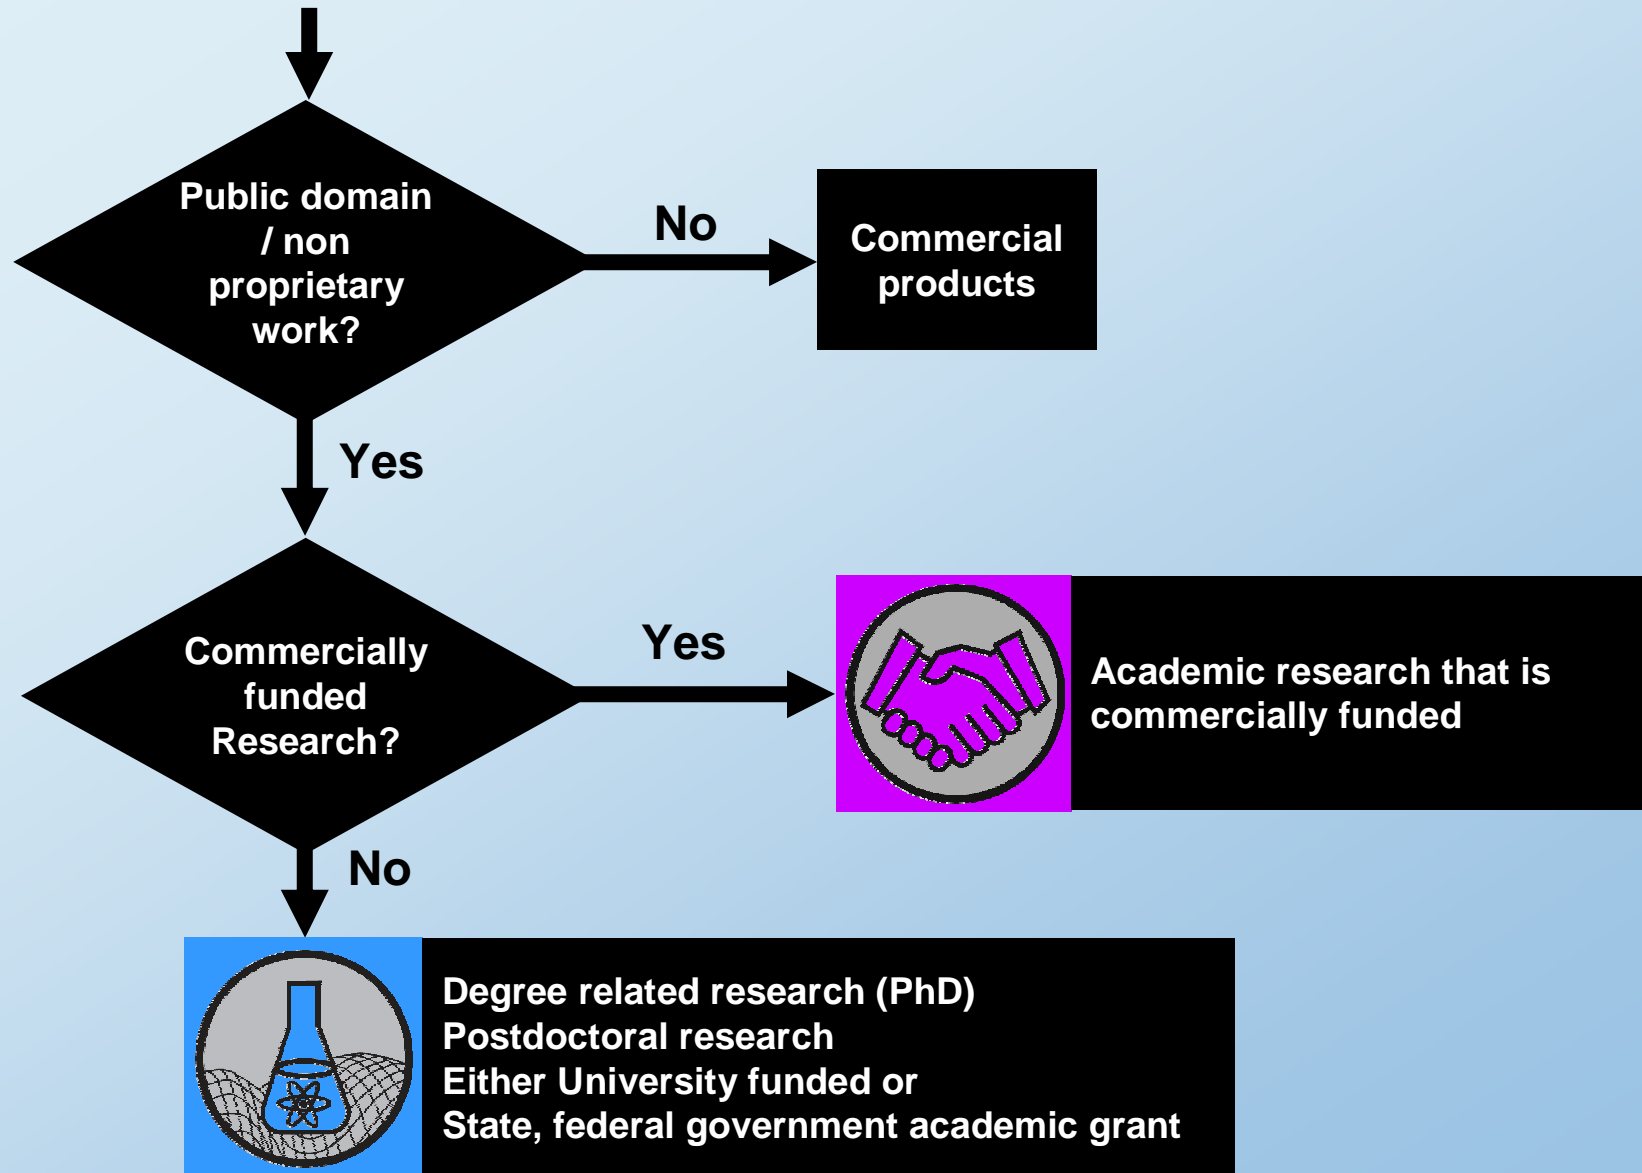 Public domain
/ non
proprietary
work?
No
Commercial
products
Yes
Commercially
funded
Research?
Yes
Academic research that is
commercially funded
No
Degree related research (PhD)
Postdoctoral research
Either University funded or
State, federal government academic grant